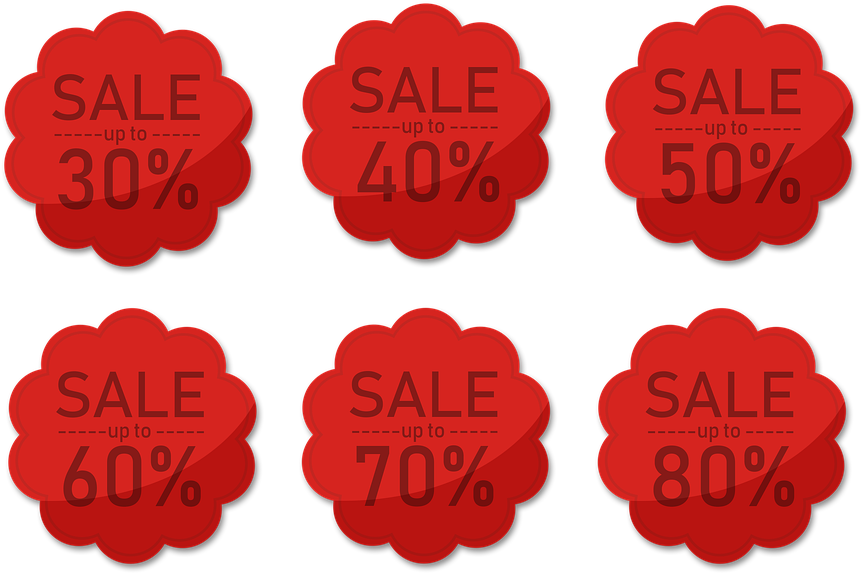 SALE
-----up to-----
30%
SALE
-----up to-----
40%
SALE
-----up to-----
50%
SALE
-----up to-----
60%
SALE
-----up to-----
70%
SALE
-----up to-----
80%